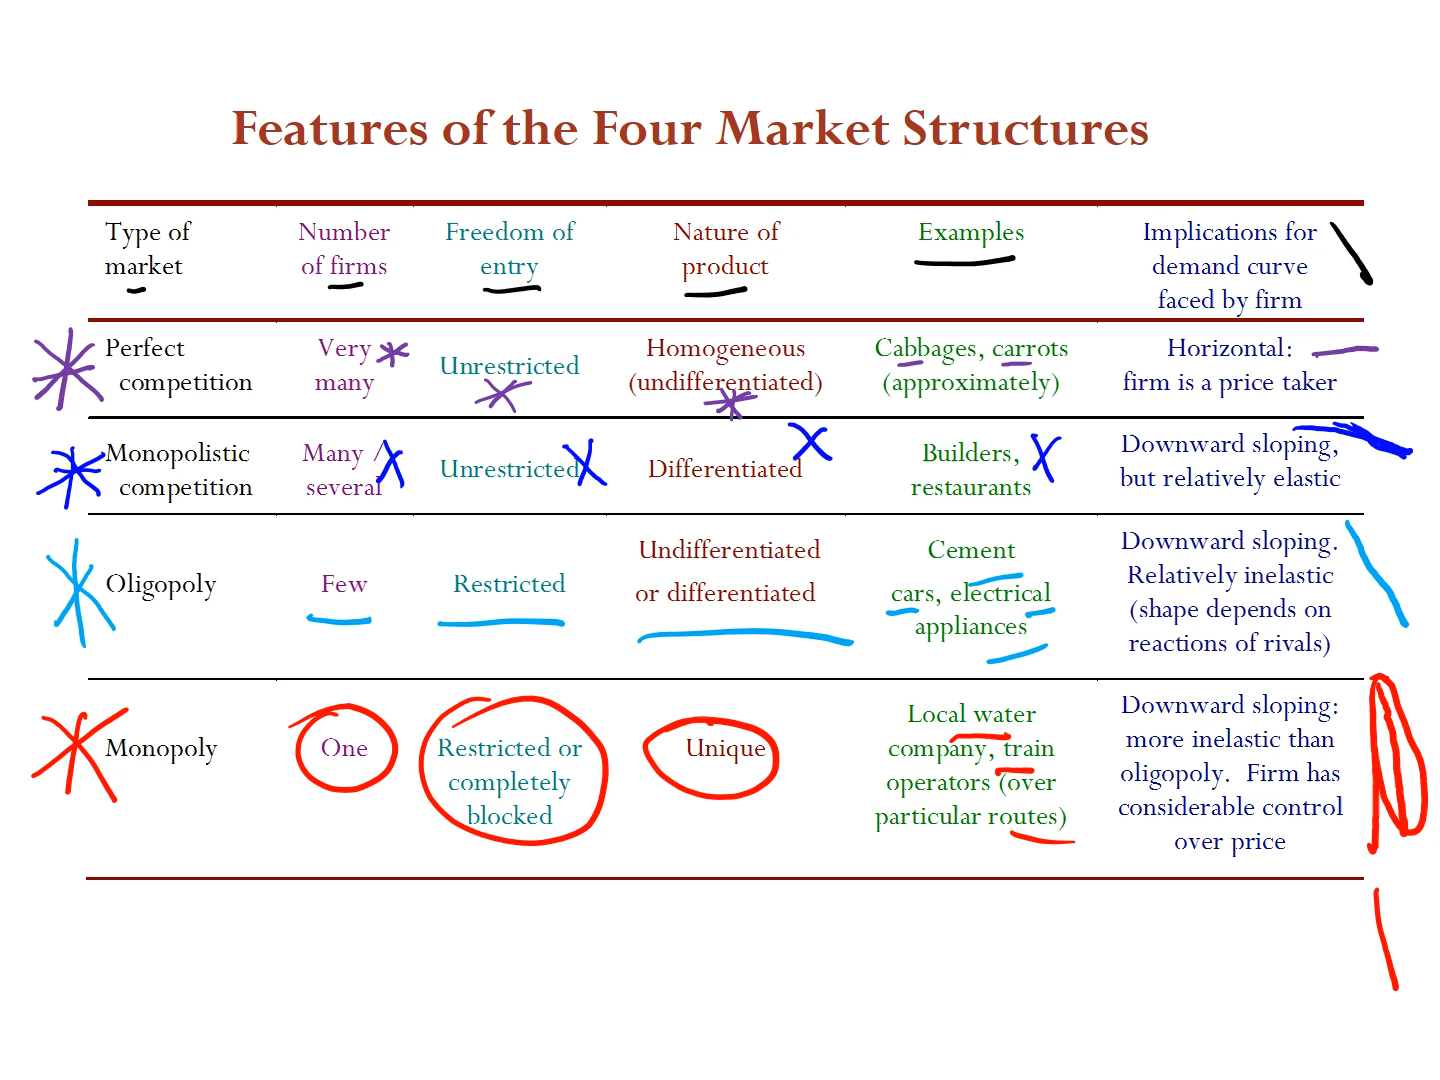 Features of the Four Market Structures
Type of
market
Number
of firms
Freedom of
entry
Nature of
product
Examples
Implications for
demand curve
faced by firm
Perfect
competition
Very
many
Unrestricted
Homogeneous
(undifferentiated)
Cabbages, carrots
(approximately)
Horizontal:
firm is a price taker
Monopolistic
competition
Many /
several
Unrestricted
Differentiated
Builders,
restaurants
Downward sloping,
but relatively elastic
Oligopoly
Few
Restricted
Undifferentiated
or differentiated
Cement
cars, electrical
appliances
Downward sloping.
Relatively inelastic
(shape depends on
reactions of rivals)
Monopoly
One
Restricted or
completely
blocked
Unique
Local water
company, train
operators (over
particular routes)
Downward sloping:
more inelastic than
oligopoly. Firm has
considerable control
over price